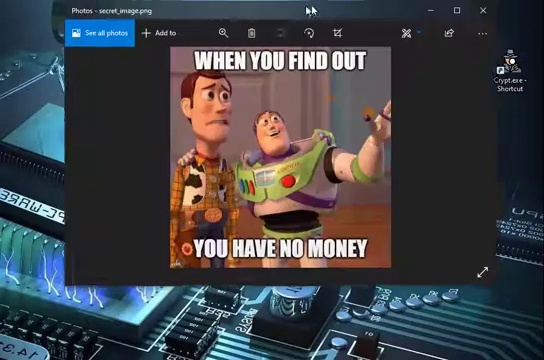 Photos - secret_image.png
See all photos
Add to
WHEN YOU FIND OUT
YOU HAVE NO MONEY
Crypt.exe -
Shortcut